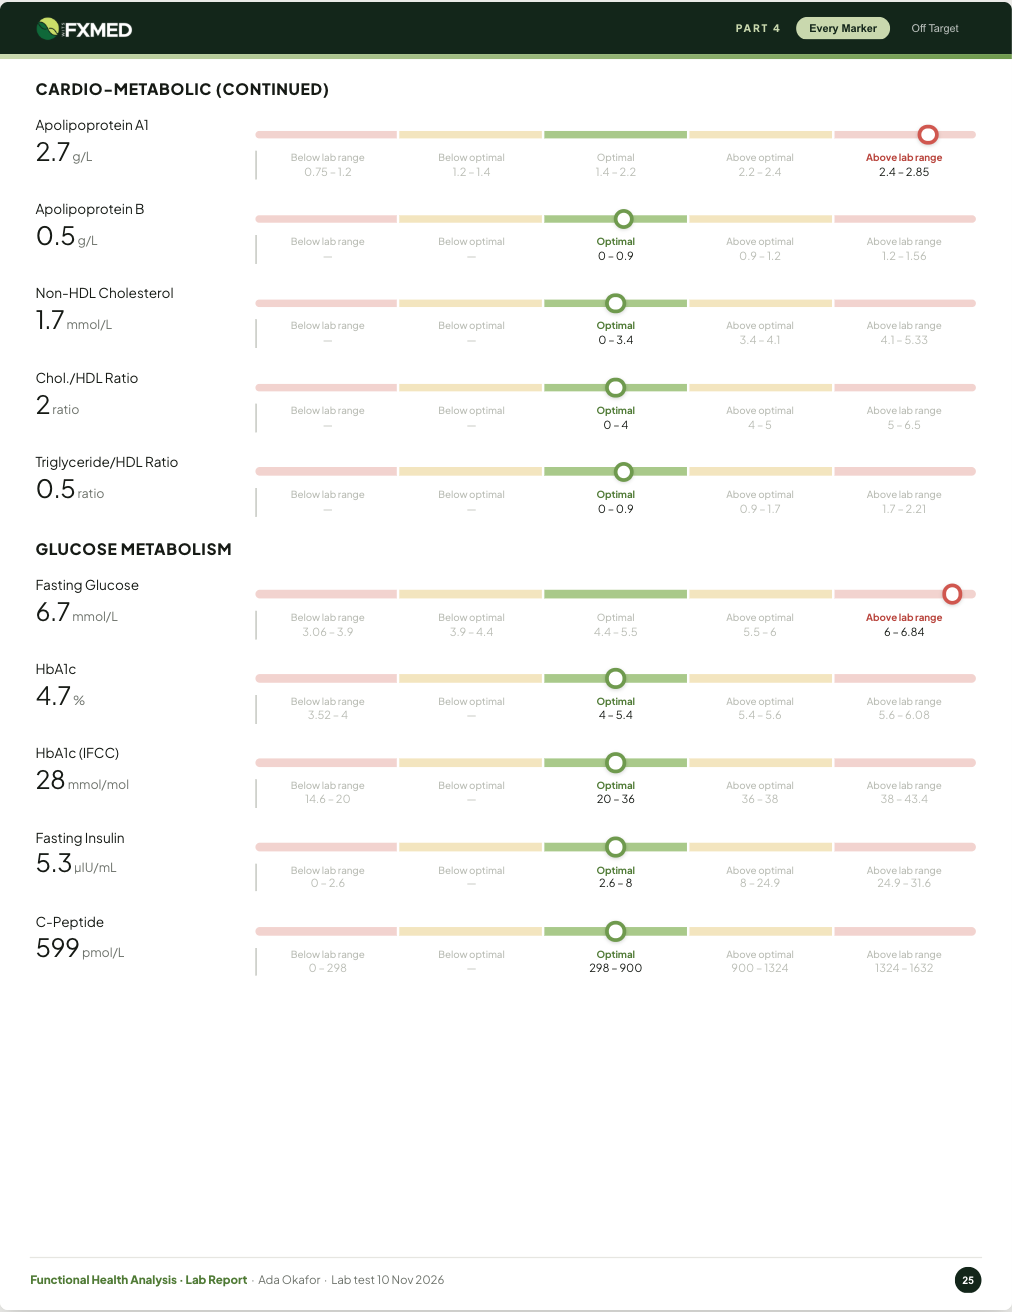 FXMED
PART 4 Every Marker Off Target
CARDIO-METABOLIC (CONTINUED)
Apolipoprotein A1
2.7 g/L
Below lab range Below optimal Optimal Above optimal Above lab range
0.75 – 1.2 1.2 – 1.4 1.4 – 2.2 2.2 – 2.4 2.4 – 2.85
Apolipoprotein B
0.5 g/L
Below lab range Below optimal Optimal Above optimal Above lab range
— — 0 – 0.9 0.9 – 1.2 1.2 – 1.56
Non-HDL Cholesterol
1.7 mmol/L
Below lab range Below optimal Optimal Above optimal Above lab range
— — 0 – 3.4 3.4 – 4.1 4.1 – 5.33
Chol./HDL Ratio
2 ratio
Below lab range Below optimal Optimal Above optimal Above lab range
— — 0 – 4 4 – 5 5 – 6.5
Triglyceride/HDL Ratio
0.5 ratio
Below lab range Below optimal Optimal Above optimal Above lab range
— — 0 – 0.9 0.9 – 1.7 1.7 – 2.21
GLUCOSE METABOLISM
Fasting Glucose
6.7 mmol/L
Below lab range Below optimal Optimal Above optimal Above lab range
3.06 – 3.9 3.9 – 4.4 4.4 – 5.5 5.5 – 6 6 – 6.84
HbA1c
4.7 %
Below lab range Below optimal Optimal Above optimal Above lab range
3.52 – 4 — 4 – 5.4 5.4 – 5.6 5.6 – 6.08
HbA1c (IFCC)
28 mmol/mol
Below lab range Below optimal Optimal Above optimal Above lab range
14.6 – 20 — 20 – 36 36 – 38 38 – 43.4
Fasting Insulin
5.3 µIU/mL
Below lab range Below optimal Optimal Above optimal Above lab range
0 – 2.6 — 2.6 – 8 8 – 24.9 24.9 – 31.6
C-Peptide
599 pmol/L
Below lab range Below optimal Optimal Above optimal Above lab range
0 – 298 — 298 – 900 900 – 1324 1324 – 1632
Functional Health Analysis · Lab Report · Ada Okafor · Lab test 10 Nov 2026 25